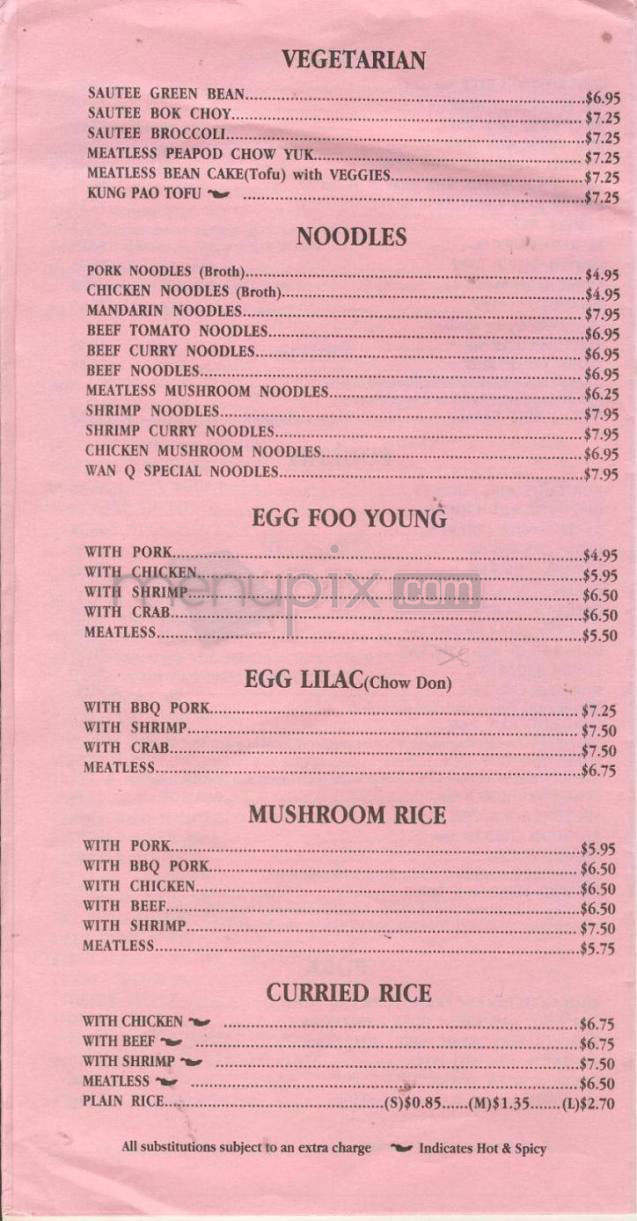 VEGETARIAN
SAUTEE GREEN BEAN................$6.95
SAUTEE BOK CHOY................$7.25
SAUTEE BROCCOLI................$7.25
MEATLESS PEAPOD CHOW YUK................$7.25
MEATLESS BEAN CAKE(Tofu) with VEGGIES................$7.25
KUNG PAO TOFU ................$7.25
NOODLES
PORK NOODLES (Broth)................$4.95
CHICKEN NOODLES (Broth)................$4.95
MANDARIN NOODLES................$7.95
BEEF TOMATO NOODLES................$6.95
BEEF CURRY NOODLES................$6.95
BEEF NOODLES................$6.95
MEATLESS MUSHROOM NOODLES................$6.25
SHRIMP NOODLES................$7.95
SHRIMP CURRY NOODLES................$7.95
CHICKEN MUSHROOM NOODLES................$6.95
WAN Q SPECIAL NOODLES................$7.95
EGG FOO YOUNG
WITH PORK................$4.95
WITH CHICKEN................$5.95
WITH SHRIMP................$6.50
menupix.com
WITH CRAB................$6.50
MEATLESS................$5.50
EGG LILAC(Chow Don)
WITH BBQ PORK................$7.25
WITH SHRIMP................$7.50
WITH CRAB................$7.50
MEATLESS................$6.75
MUSHROOM RICE
WITH PORK................$5.95
WITH BBQ PORK................$6.50
WITH CHICKEN................$6.50
WITH BEEF................$6.50
WITH SHRIMP................$7.50
MEATLESS................$5.75
CURRIED RICE
WITH CHICKEN ................$6.75
WITH BEEF ................$6.75
WITH SHRIMP ................$7.50
MEATLESS ................$6.50
PLAIN RICE................(S)$0.85......(M)$1.35.......(L)$2.70
All substitutions subject to an extra charge Indicates Hot & Spicy